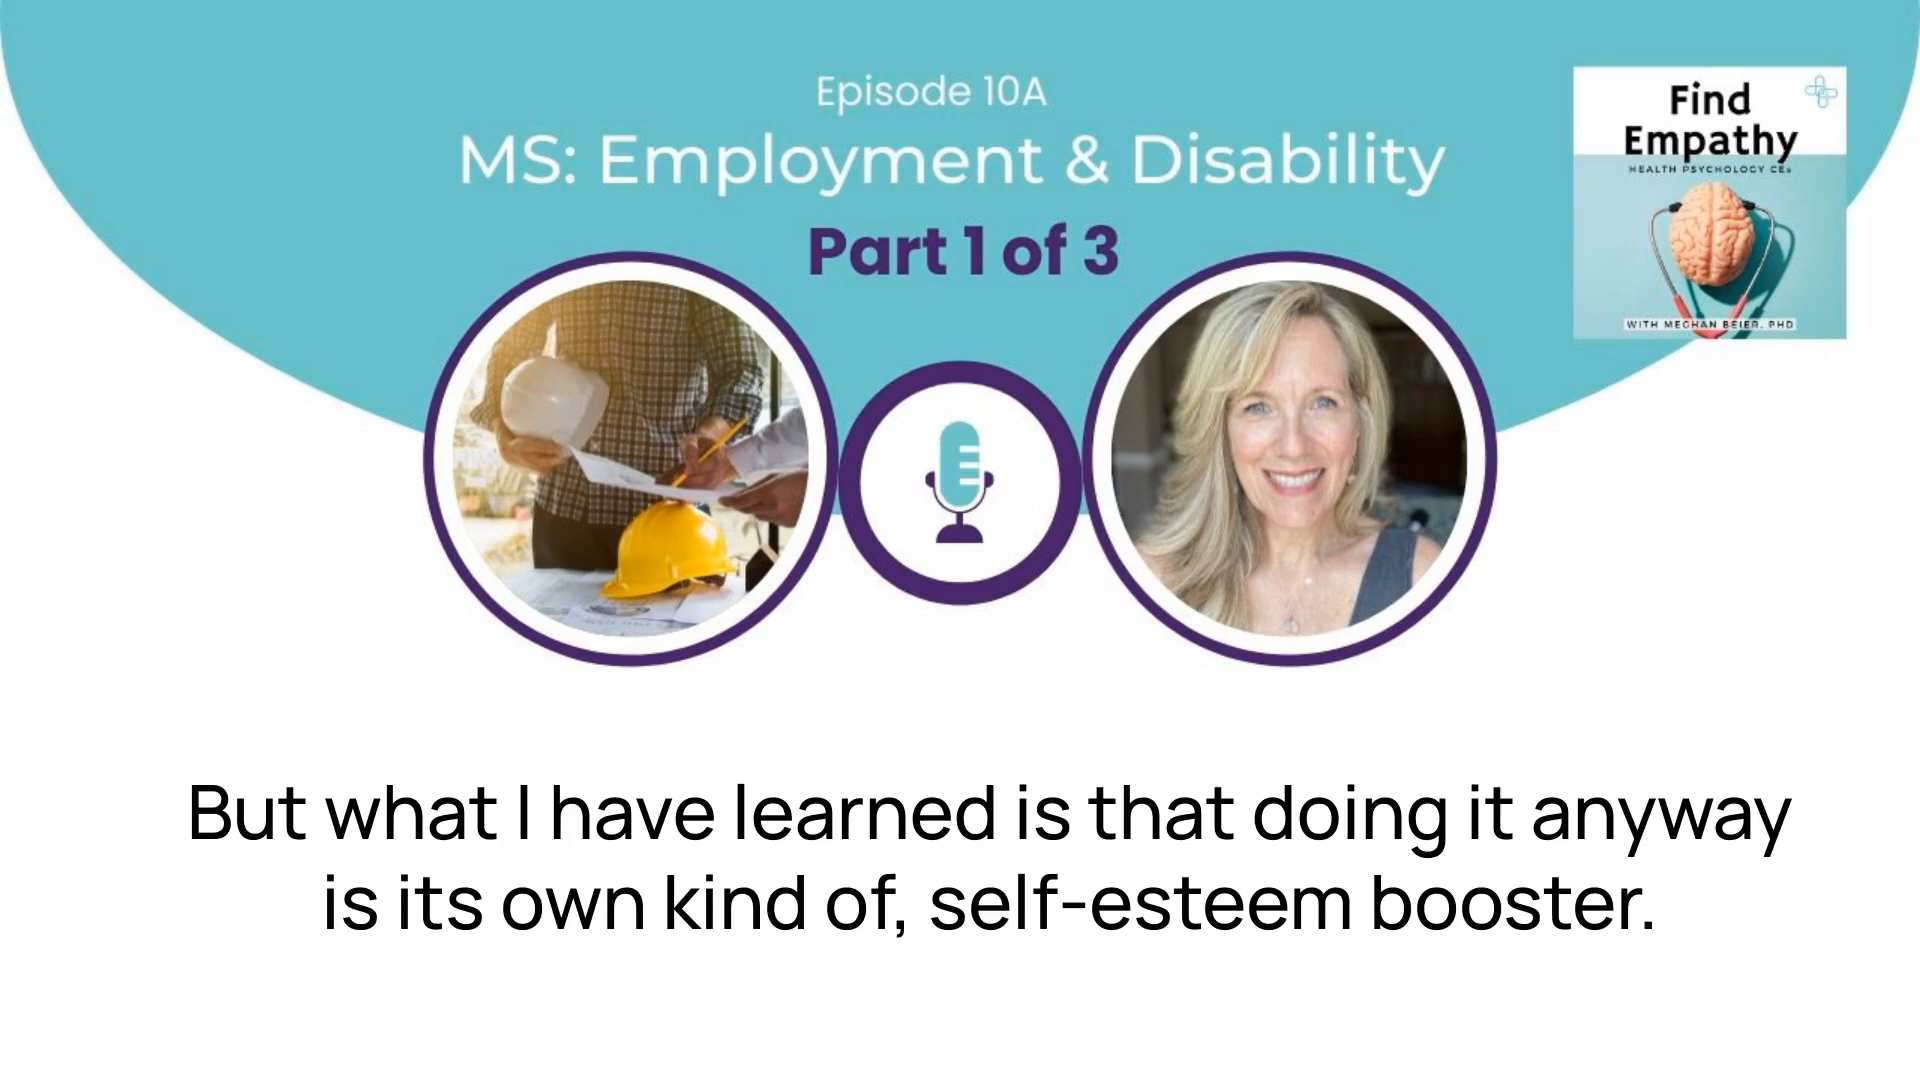 Episode 10A
MS: Employment & Disability
Part 1 of 3
Find
Empathy
HEALTH PSYCHOLOGY CEs
WITH MEGHAN BEIER, PHD
But what I have learned is that doing it anyway
is its own kind of, self-esteem booster.